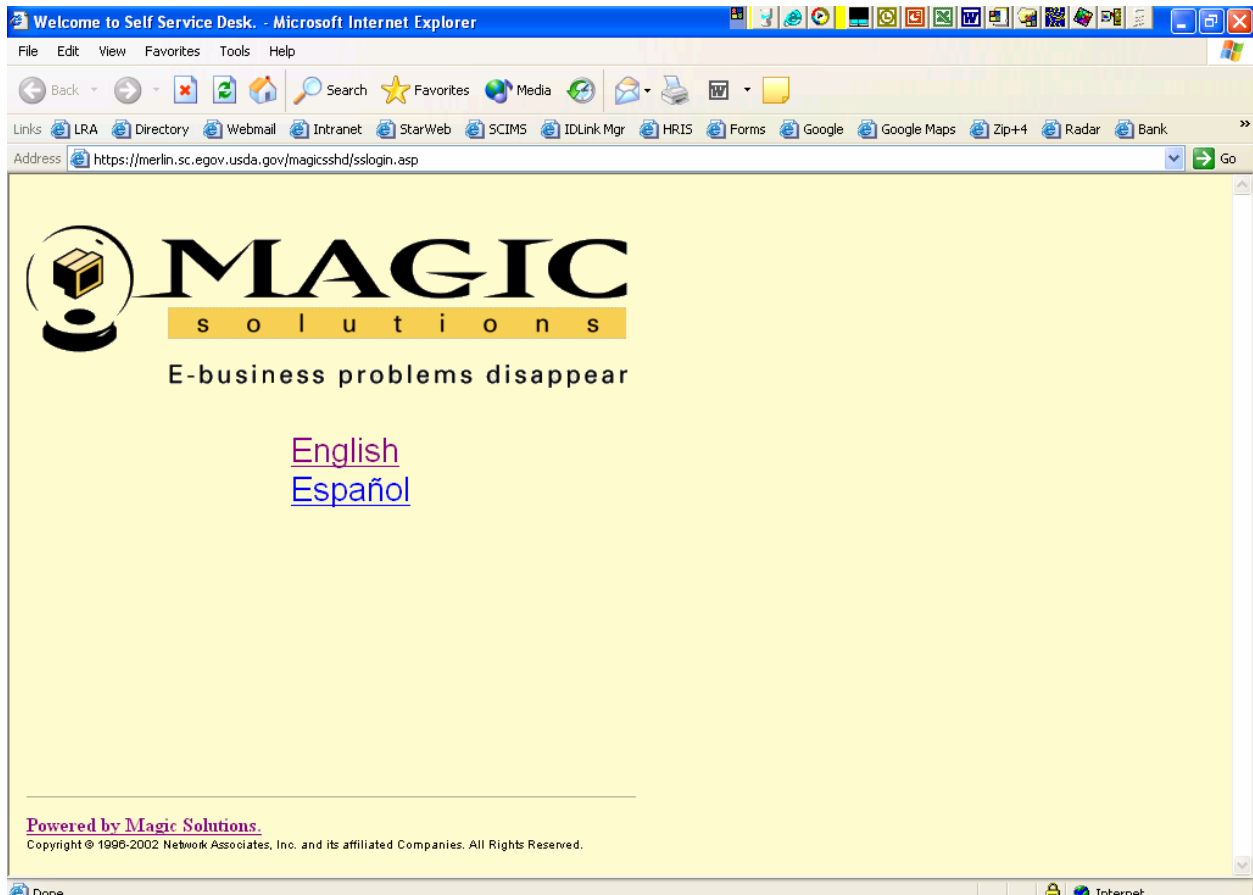 Welcome to Self Service Desk. - Microsoft Internet Explorer
File Edit View Favorites Tools Help
Back Search Favorites Media
Links LRA Directory Webmail Intranet StarWeb SCIMS IDLink Mgr HRIS Forms Google Google Maps Zip+4 Radar Bank »
Address https://merlin.sc.egov.usda.gov/magicsshd/sslogin.asp Go
MAGIC
solutions
E-business problems disappear
English
Español
Powered by Magic Solutions.
Copyright © 1996-2002 Network Associates, Inc. and its affiliated Companies. All Rights Reserved.
Done Internet